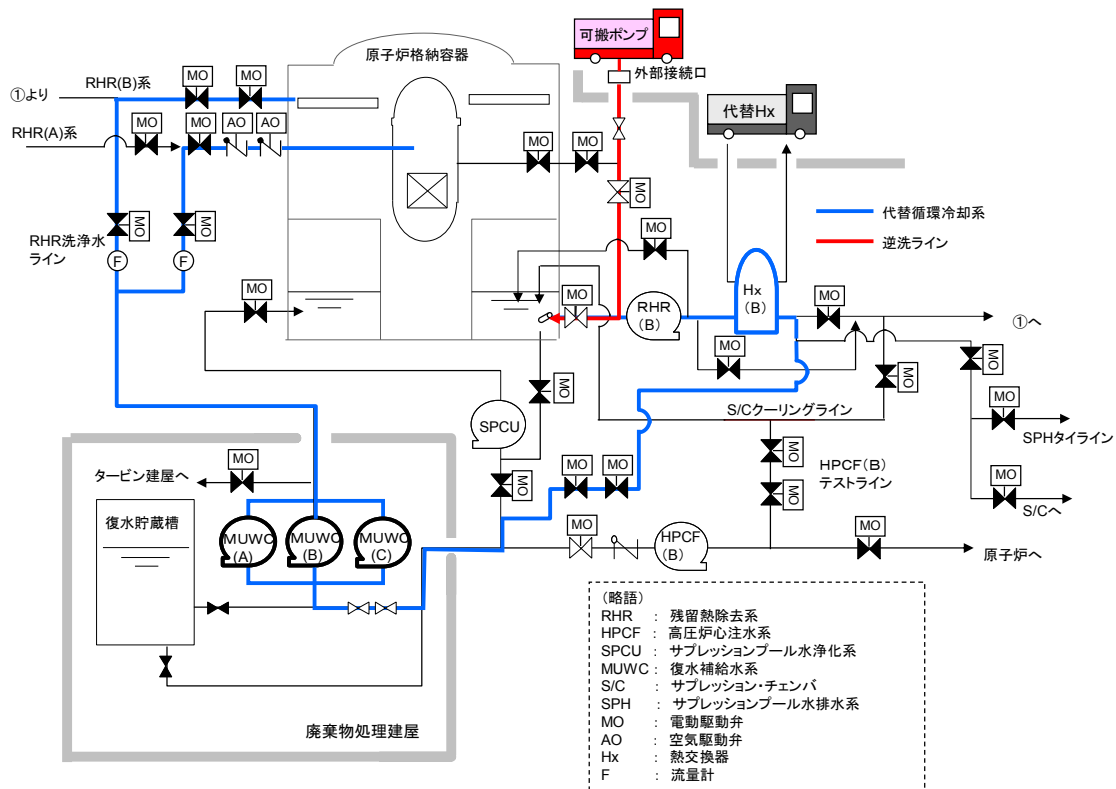 可搬ポンプ
外部接続口
代替Hx
原子炉格納容器
①より
RHR(B)系
MO
MO
RHR(A)系
MO
MO
AO
AO
MO
MO
MO
代替循環冷却系
逆洗ライン
MO
MO
RHR洗浄水
ライン
F
F
MO
MO
MO
RHR
(B)
Hx
(B)
MO
①へ
MO
MO
MO
MO
S/Cクーリングライン
MO
SPHタイライン
SPCU
MO
MO
MO
MO
HPCF(B)
テストライン
MO
MO
S/Cへ
タービン建屋へ
MO
復水貯蔵槽
MUWC
(A)
MUWC
(B)
MUWC
(C)
MO
HPCF
(B)
MO
原子炉へ
廃棄物処理建屋
(略語)
RHR : 残留熱除去系
HPCF : 高圧炉心注水系
SPCU : サプレッションプール水浄化系
MUWC : 復水補給水系
S/C : サプレッション・チェンバ
SPH : サプレッションプール水排水系
MO : 電動駆動弁
AO : 空気駆動弁
Hx : 熱交換器
F : 流量計